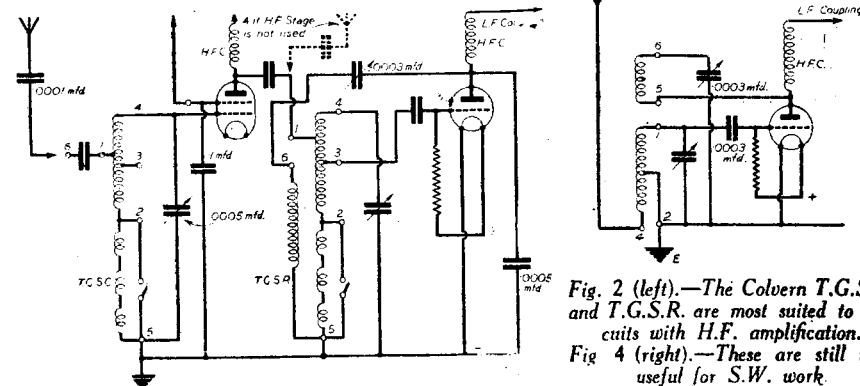 A if H.F. Stage
is not used
H.F.C.
.0001 mfd
.0003 mfd.
L.F.
H.F.C.
4
6
1
3
2
5
.0005 mfd.
T.G.S.C.
.1 mfd
1
6
4
3
2
5
T.G.S.R.
.0005
mfd
L.F. Coupling
H.F.C.
6
5
.0003 mfd.
.0003
mfd.
+
4
2
E
Fig. 2 (left).—The Colvern T.G.S.
and T.G.S.R. are most suited to
cuits with H.F. amplification.
Fig 4 (right).—These are still
useful for S.W. work.